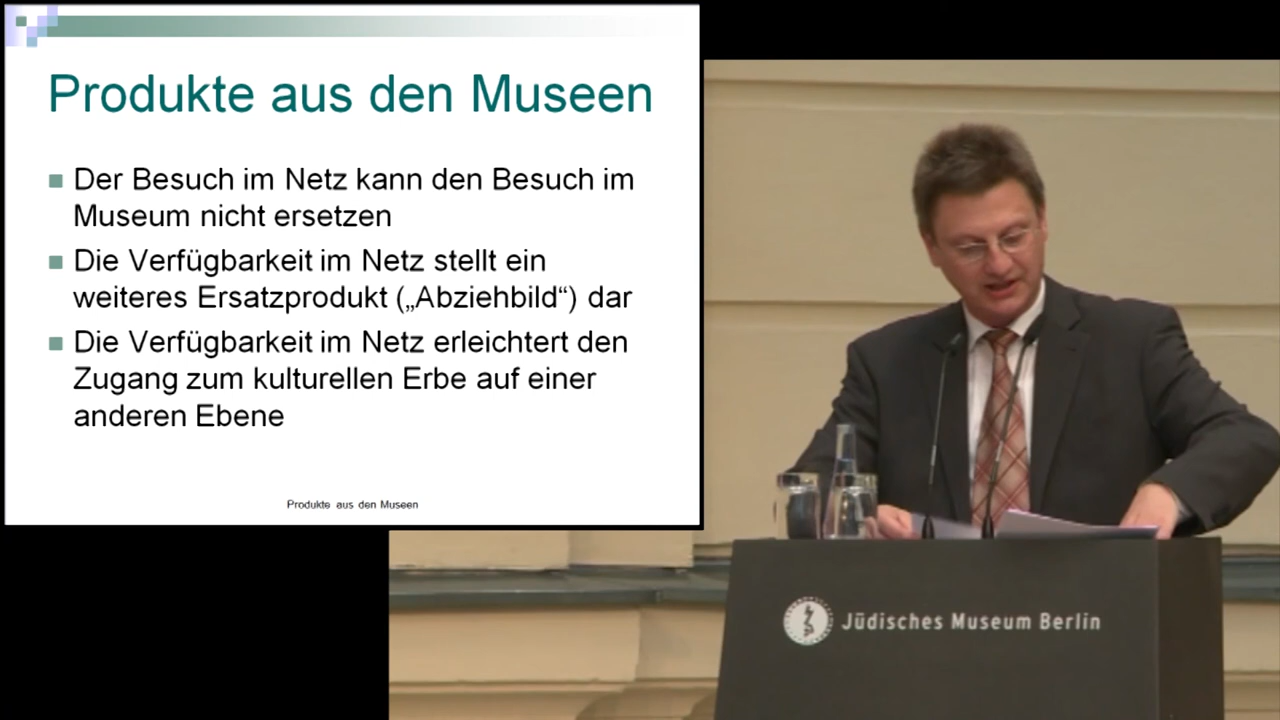 Produkte aus den Museen
Der Besuch im Netz kann den Besuch im
Museum nicht ersetzen
Die Verfügbarkeit im Netz stellt ein
weiteres Ersatzprodukt („Abziehbild“) dar
Die Verfügbarkeit im Netz erleichtert den
Zugang zum kulturellen Erbe auf einer
anderen Ebene
Produkte aus den Museen
Jüdisches Museum Berlin